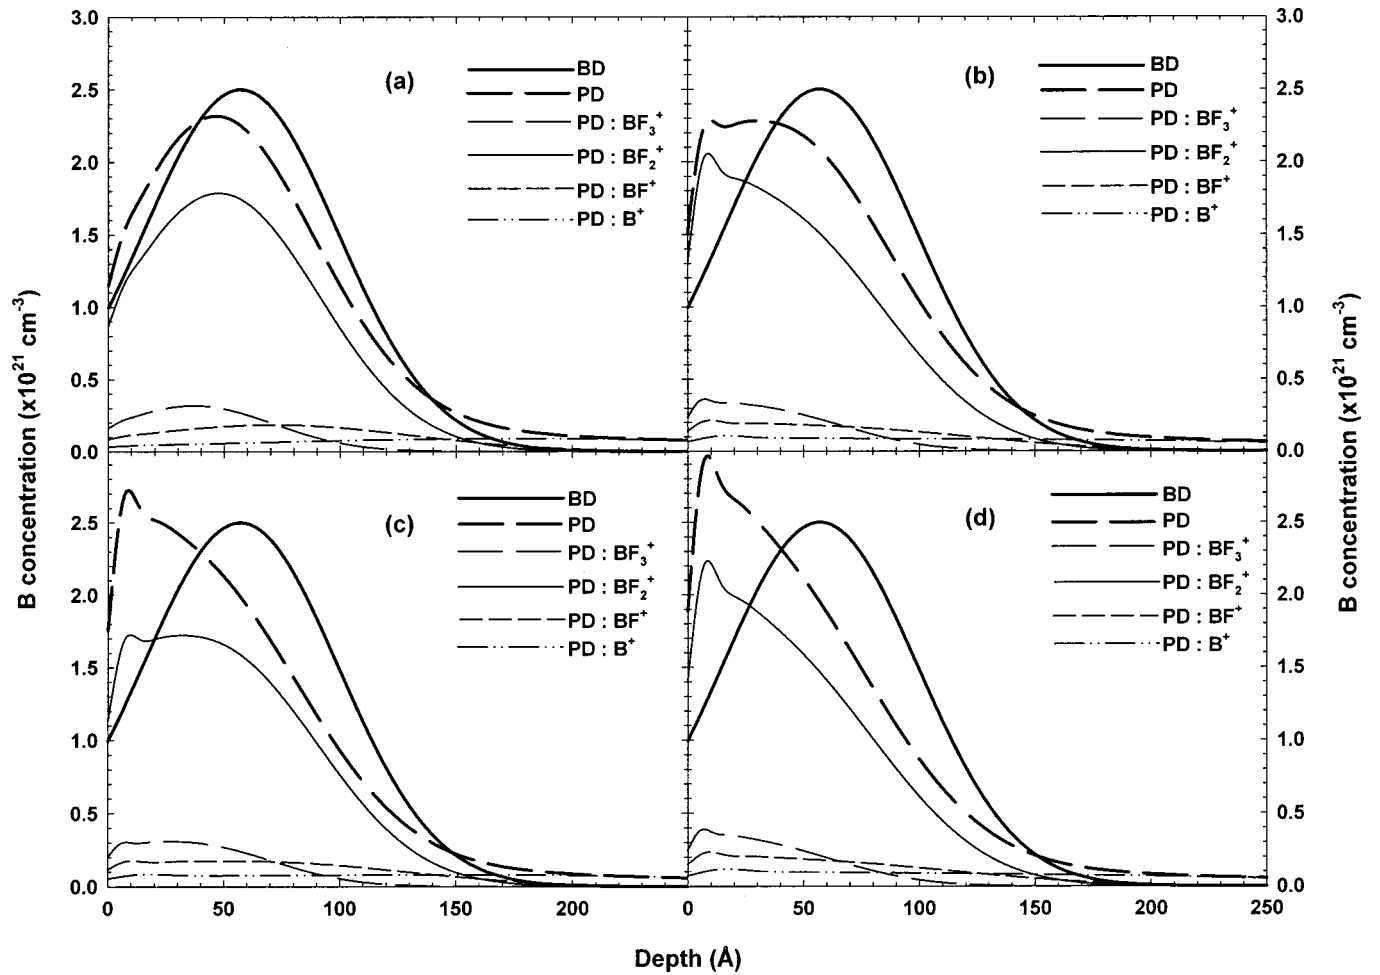 3.0
2.5
2.0
1.5
1.0
0.5
0.0
(a)
BD
PD
PD : BF3+
PD : BF2+
PD : BF+
PD : B+
(b)
BD
PD
PD : BF3+
PD : BF2+
PD : BF+
PD : B+
3.0
2.5
2.0
1.5
1.0
0.5
0.0
B concentration (x10^21 cm^-3)
B concentration (x10^21 cm^-3)
2.5
2.0
1.5
1.0
0.5
0.0
(c)
BD
PD
PD : BF3+
PD : BF2+
PD : BF+
PD : B+
(d)
BD
PD
PD : BF3+
PD : BF2+
PD : BF+
PD : B+
2.5
2.0
1.5
1.0
0.5
0.0
0 50 100 150 200
0 50 100 150 200 250
Depth (Å)